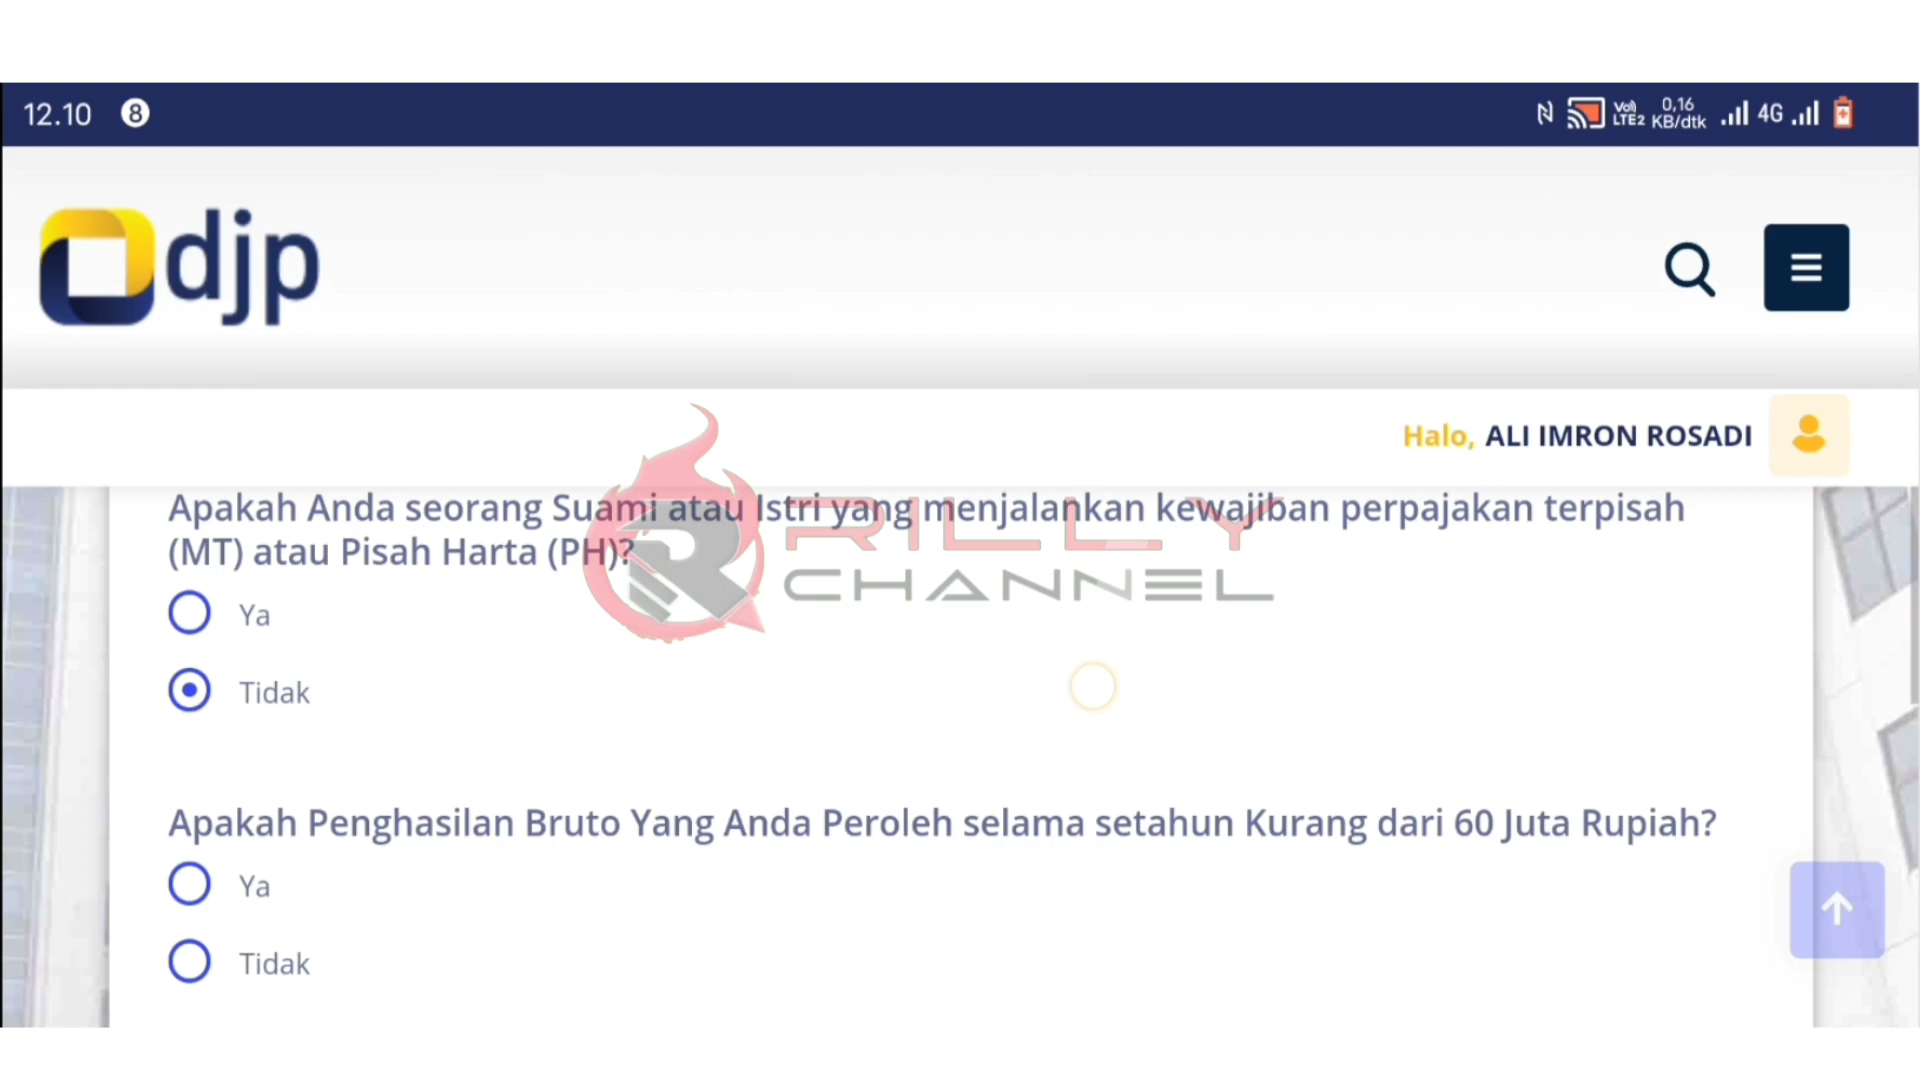 12.10 8 Vo) LTE2 0,16 KB/dtk 4G
djp
Halo, ALI IMRON ROSADI
Apakah Anda seorang Suami atau Istri yang menjalankan kewajiban perpajakan terpisah
(MT) atau Pisah Harta (PH)?
RILLY
CHANNEL
Ya
Tidak
Apakah Penghasilan Bruto Yang Anda Peroleh selama setahun Kurang dari 60 Juta Rupiah?
Ya
Tidak